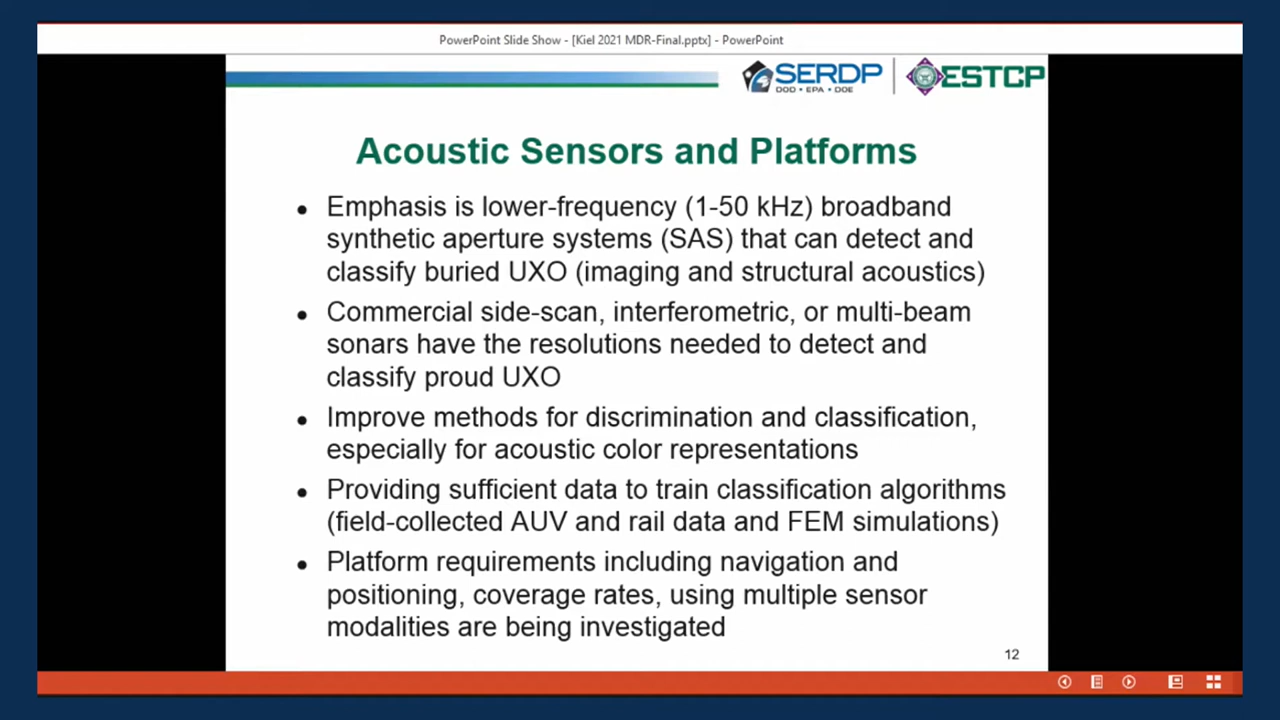 PowerPoint Slide Show - [Kiel 2021 MDR-Final.pptx] - PowerPoint
SERDP
DOD • EPA • DOE
ESTCP
Acoustic Sensors and Platforms
• Emphasis is lower-frequency (1-50 kHz) broadband
synthetic aperture systems (SAS) that can detect and
classify buried UXO (imaging and structural acoustics)
• Commercial side-scan, interferometric, or multi-beam
sonars have the resolutions needed to detect and
classify proud UXO
• Improve methods for discrimination and classification,
especially for acoustic color representations
• Providing sufficient data to train classification algorithms
(field-collected AUV and rail data and FEM simulations)
• Platform requirements including navigation and
positioning, coverage rates, using multiple sensor
modalities are being investigated
12